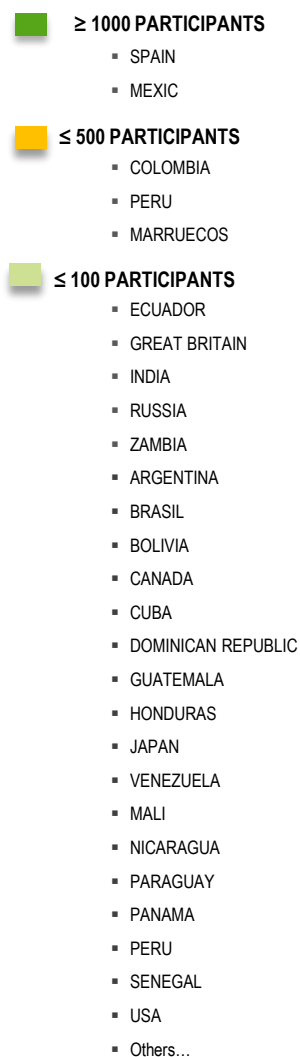 ≥ 1000 PARTICIPANTS
▪ SPAIN
▪ MEXIC
≤ 500 PARTICIPANTS
▪ COLOMBIA
▪ PERU
▪ MARRUECOS
≤ 100 PARTICIPANTS
▪ ECUADOR
▪ GREAT BRITAIN
▪ INDIA
▪ RUSSIA
▪ ZAMBIA
▪ ARGENTINA
▪ BRASIL
▪ BOLIVIA
▪ CANADA
▪ CUBA
▪ DOMINICAN REPUBLIC
▪ GUATEMALA
▪ HONDURAS
▪ JAPAN
▪ VENEZUELA
▪ MALI
▪ NICARAGUA
▪ PARAGUAY
▪ PANAMA
▪ PERU
▪ SENEGAL
▪ USA
▪ Others…